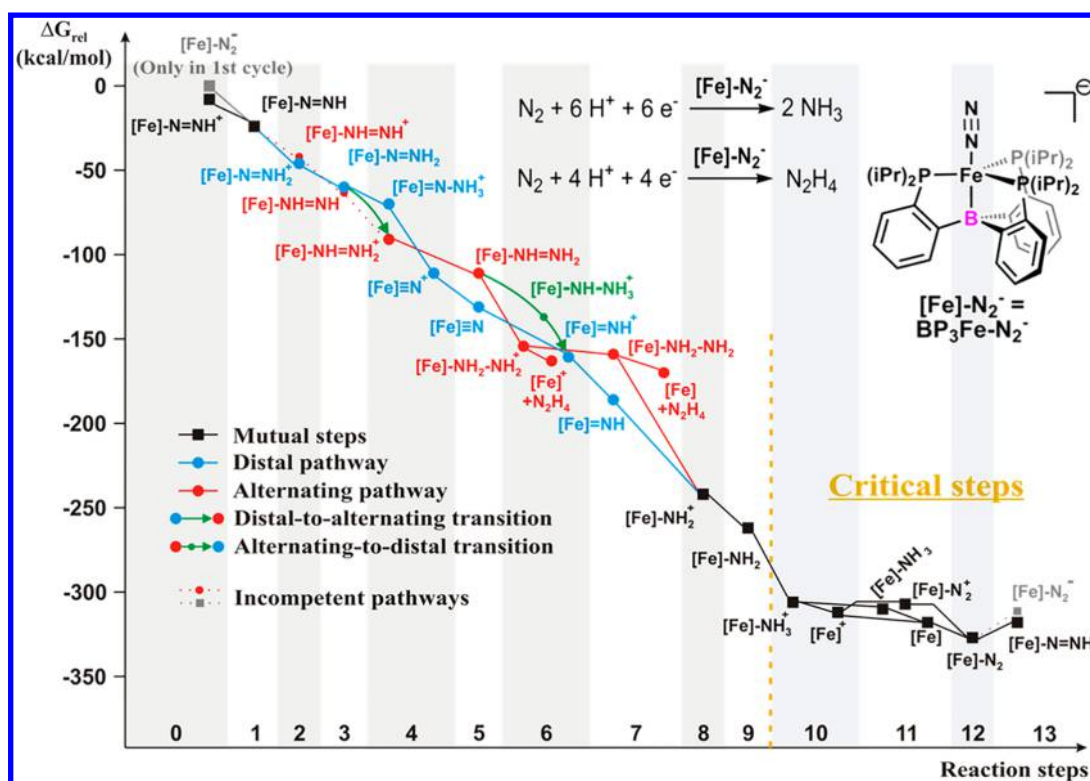 ΔG_rel
(kcal/mol)
[Fe]-N₂⁻
(Only in 1st cycle)
0
-50
-100
-150
-200
-250
-300
-350
[Fe]-N=NH⁺
[Fe]-N=NH
[Fe]-NH=NH⁺
[Fe]-N=NH₂⁺
[Fe]-N=NH₂
[Fe]-NH=NH
[Fe]=N-NH₃⁺
[Fe]-NH=NH₂⁺
[Fe]≡N⁺
[Fe]-NH=NH₂
[Fe]≡N
[Fe]-NH-NH₃⁺
[Fe]=NH⁺
[Fe]-NH₂-NH₂⁺
[Fe]⁺
+N₂H₄
[Fe]-NH₂-NH₂
[Fe]
+N₂H₄
[Fe]=NH
[Fe]-NH₂⁺
[Fe]-NH₂
[Fe]-NH₃⁺
[Fe]⁺
[Fe]-NH₃
[Fe]-N₂⁺
[Fe]
[Fe]-N₂
[Fe]-N₂⁻
[Fe]-N=NH
N₂ + 6 H⁺ + 6 e⁻ [Fe]-N₂⁻ 2 NH₃
N₂ + 4 H⁺ + 4 e⁻ [Fe]-N₂⁻ N₂H₄
⊖
N
N
P(iPr)₂
(iPr)₂P Fe P(iPr)₂
B
[Fe]-N₂⁻ =
BP₃Fe-N₂⁻
Mutual steps
Distal pathway
Alternating pathway
Distal-to-alternating transition
Alternating-to-distal transition
Incompetent pathways
Critical steps
0 1 2 3 4 5 6 7 8 9 10 11 12 13
Reaction steps